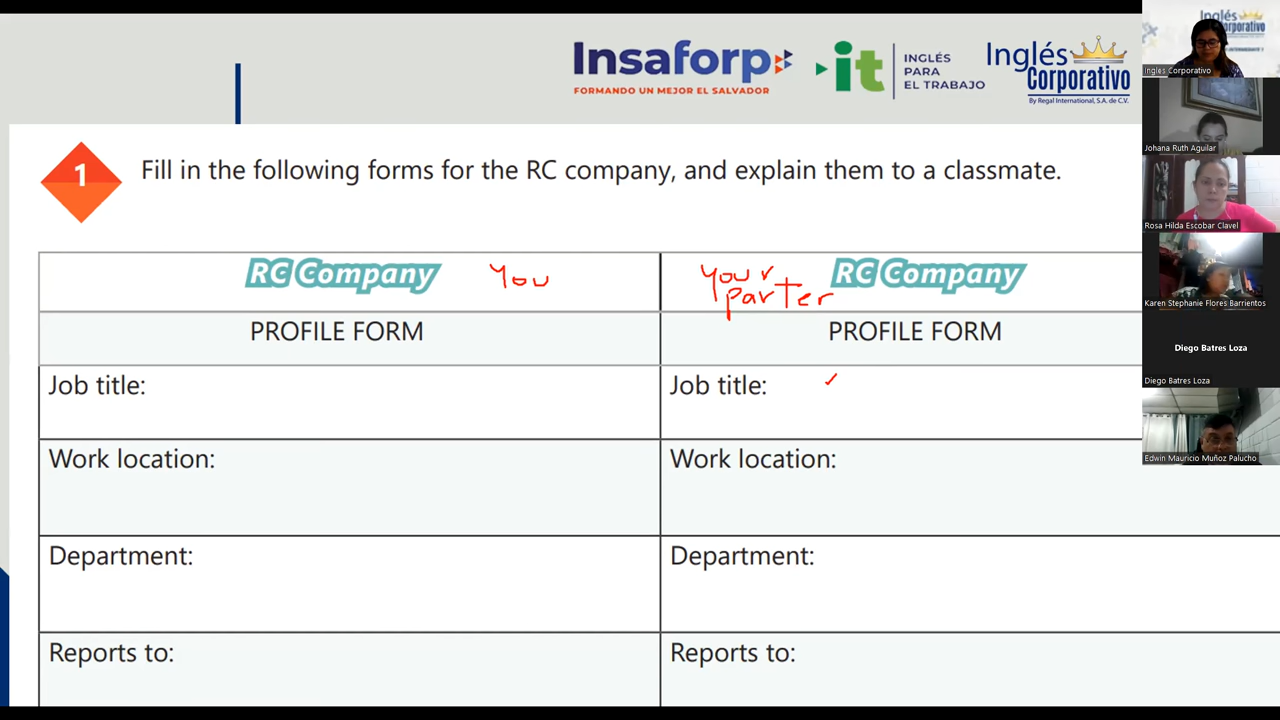 Insaforp
FORMANDO UN MEJOR EL SALVADOR
it
INGLÉS
PARA
EL TRABAJO
Inglés
Corporativo
By Regal International, S.A. de C.V.
1
Fill in the following forms for the RC company, and explain them to a classmate.
RC Company
You
Your
parter
RC Company
PROFILE FORM
PROFILE FORM
Job title:
Job title:
Work location:
Work location:
Department:
Department:
Reports to:
Reports to:
Inglés
Corporativo
Inglés Corporativo
Johana Ruth Aguilar
Rosa Hilda Escobar Clavel
Karen Stephanie Flores Barrientos
Diego Batres Loza
Diego Batres Loza
Edwin Mauricio Muñoz Palucho